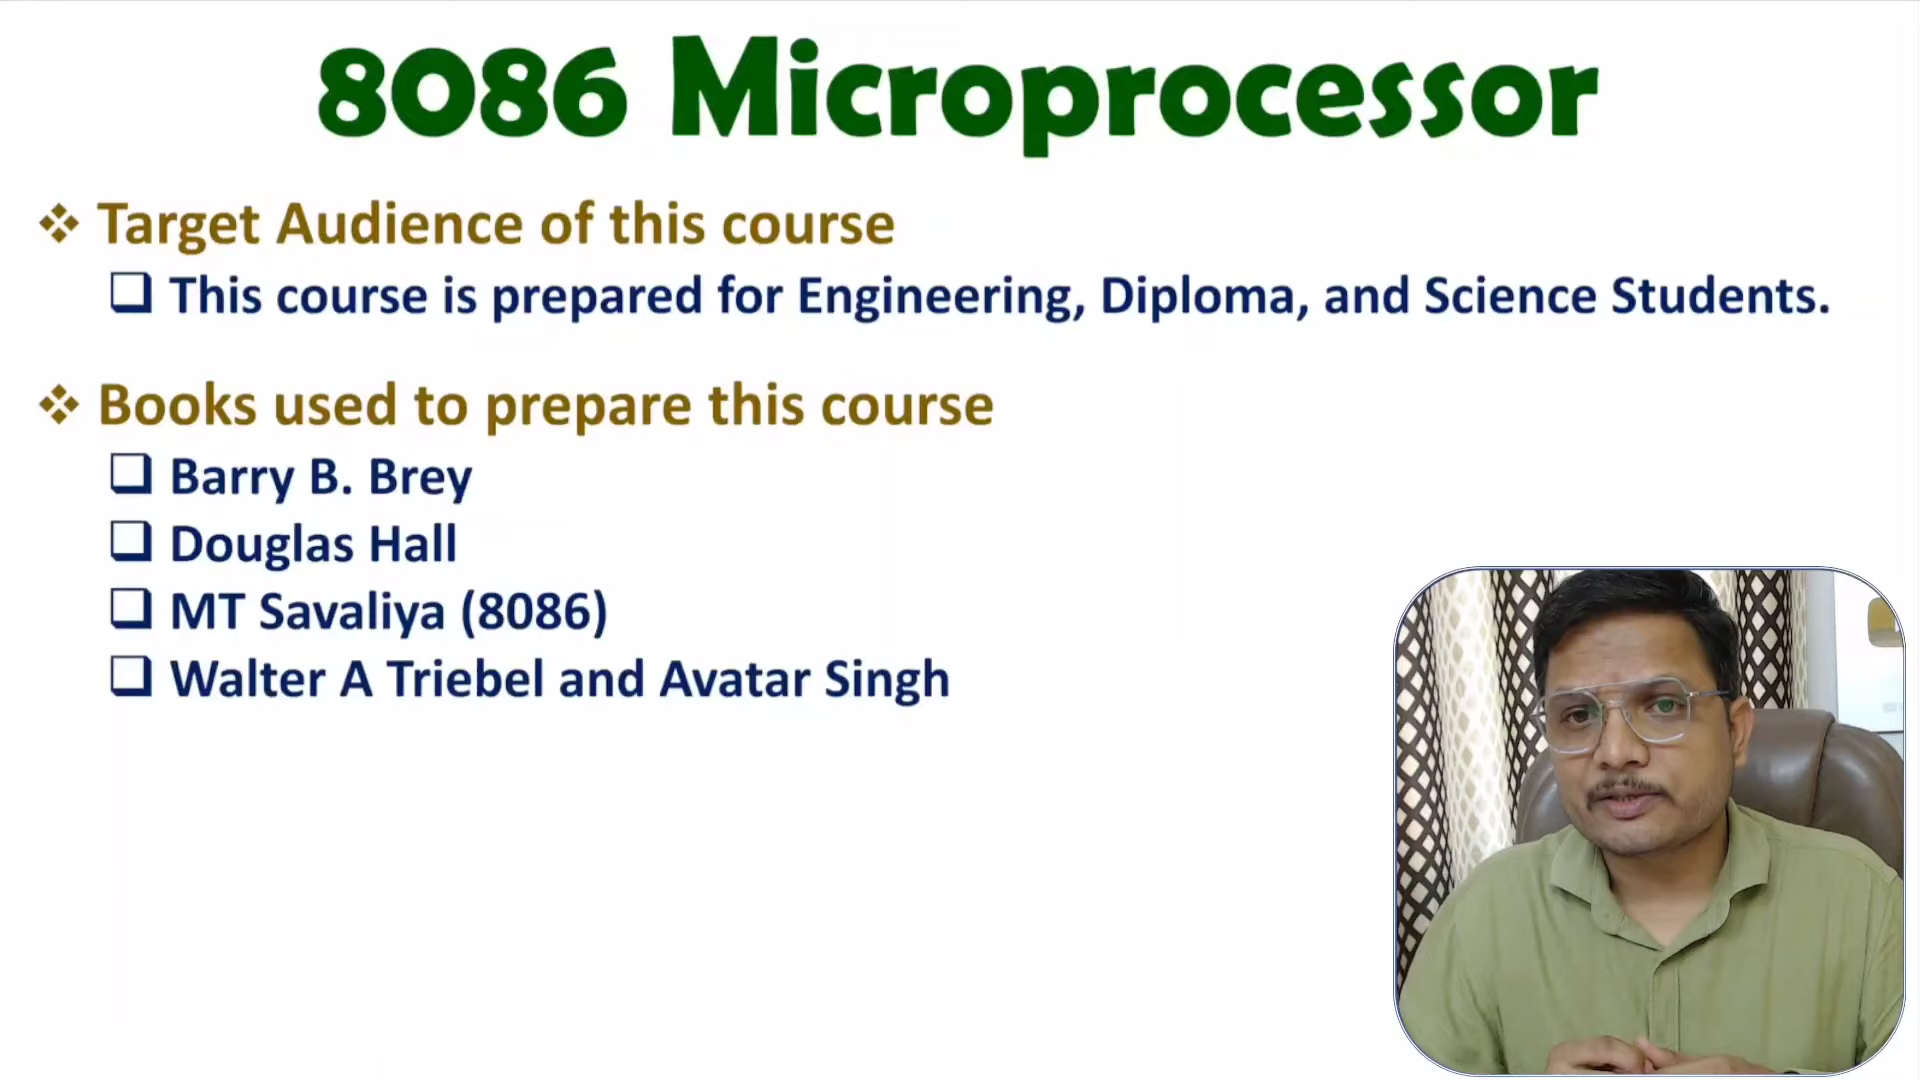 8086 Microprocessor
Target Audience of this course
This course is prepared for Engineering, Diploma, and Science Students.
Books used to prepare this course
Barry B. Brey
Douglas Hall
MT Savaliya (8086)
Walter A Triebel and Avatar Singh